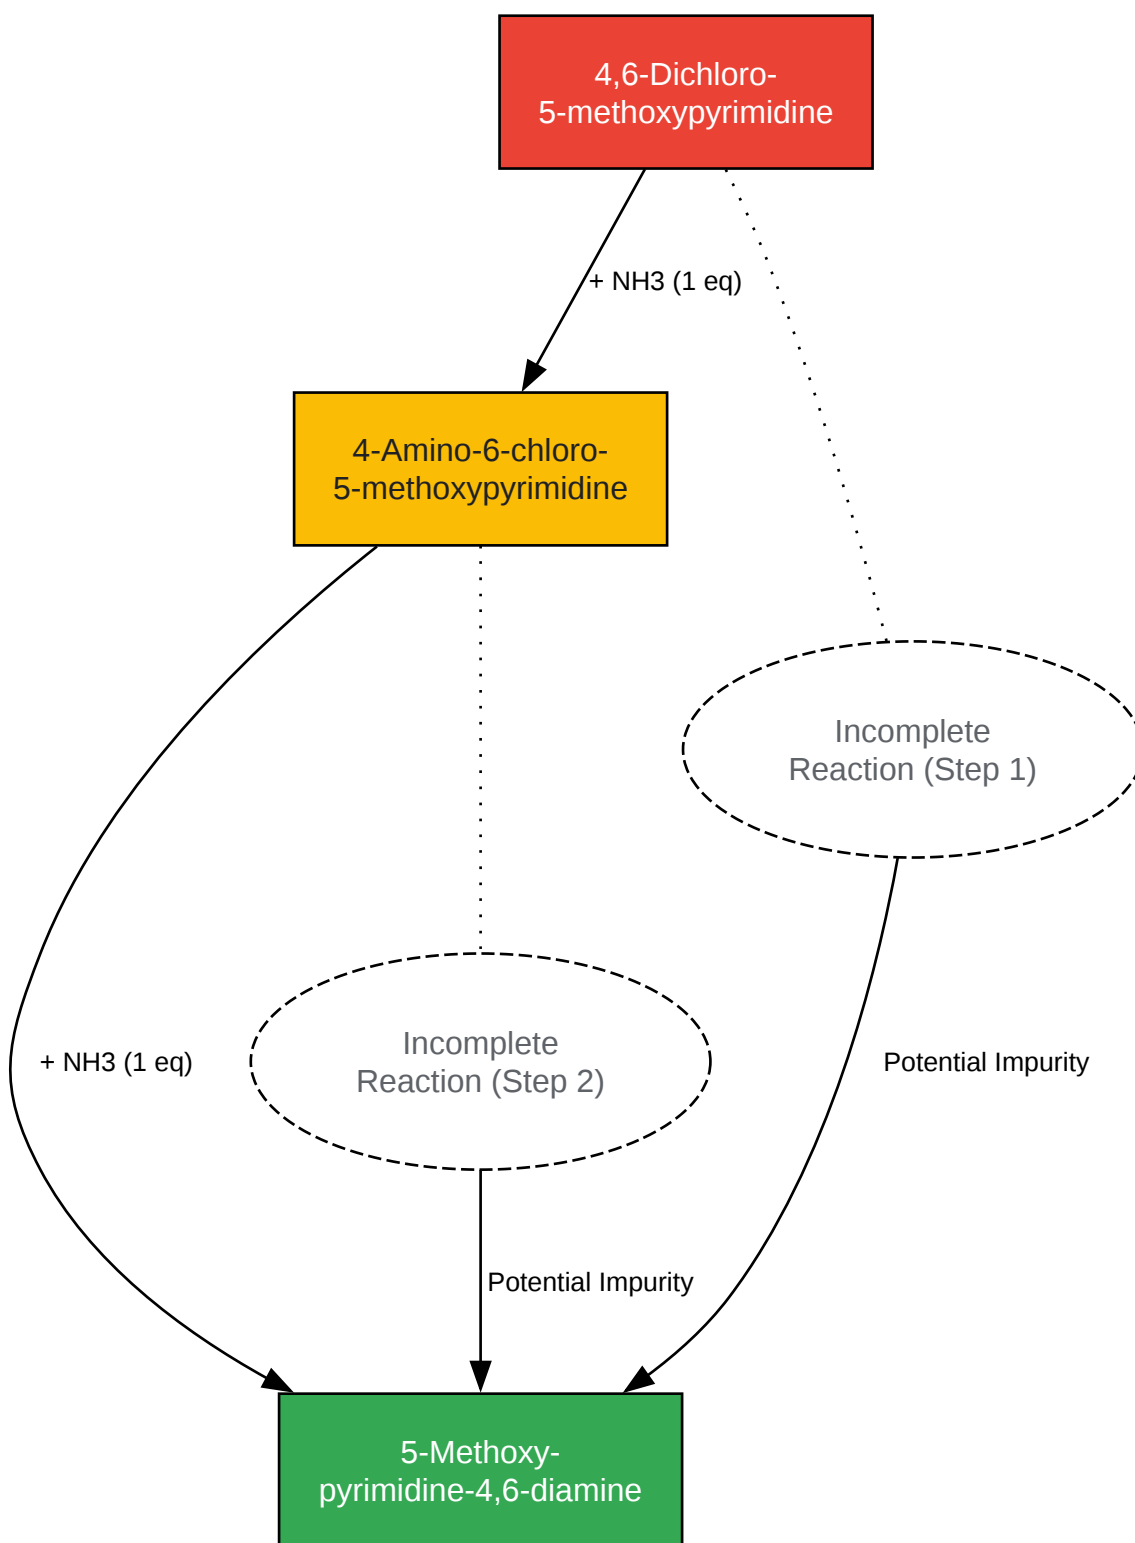 4,6-Dichloro-
5-methoxypyrimidine
+ NH3 (1 eq)
4-Amino-6-chloro-
5-methoxypyrimidine
Incomplete
Reaction (Step 1)
Incomplete
Reaction (Step 2)
+ NH3 (1 eq)
Potential Impurity
Potential Impurity
5-Methoxy-
pyrimidine-4,6-diamine